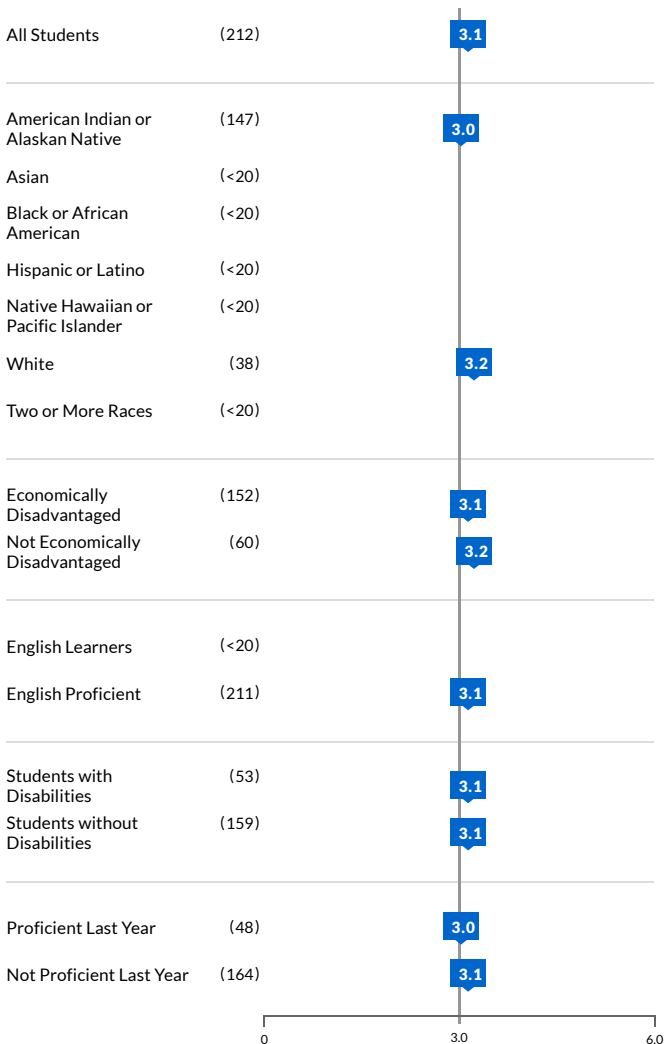 All Students (212) 3.1
American Indian or (147) 3.0
Alaskan Native
Asian (<20)
Black or African (<20)
American
Hispanic or Latino (<20)
Native Hawaiian or (<20)
Pacific Islander
White (38) 3.2
Two or More Races (<20)
Economically (152) 3.1
Disadvantaged
Not Economically (60) 3.2
Disadvantaged
English Learners (<20)
English Proficient (211) 3.1
Students with (53) 3.1
Disabilities
Students without (159) 3.1
Disabilities
Proficient Last Year (48) 3.0
Not Proficient Last Year (164) 3.1
0 3.0 6.0